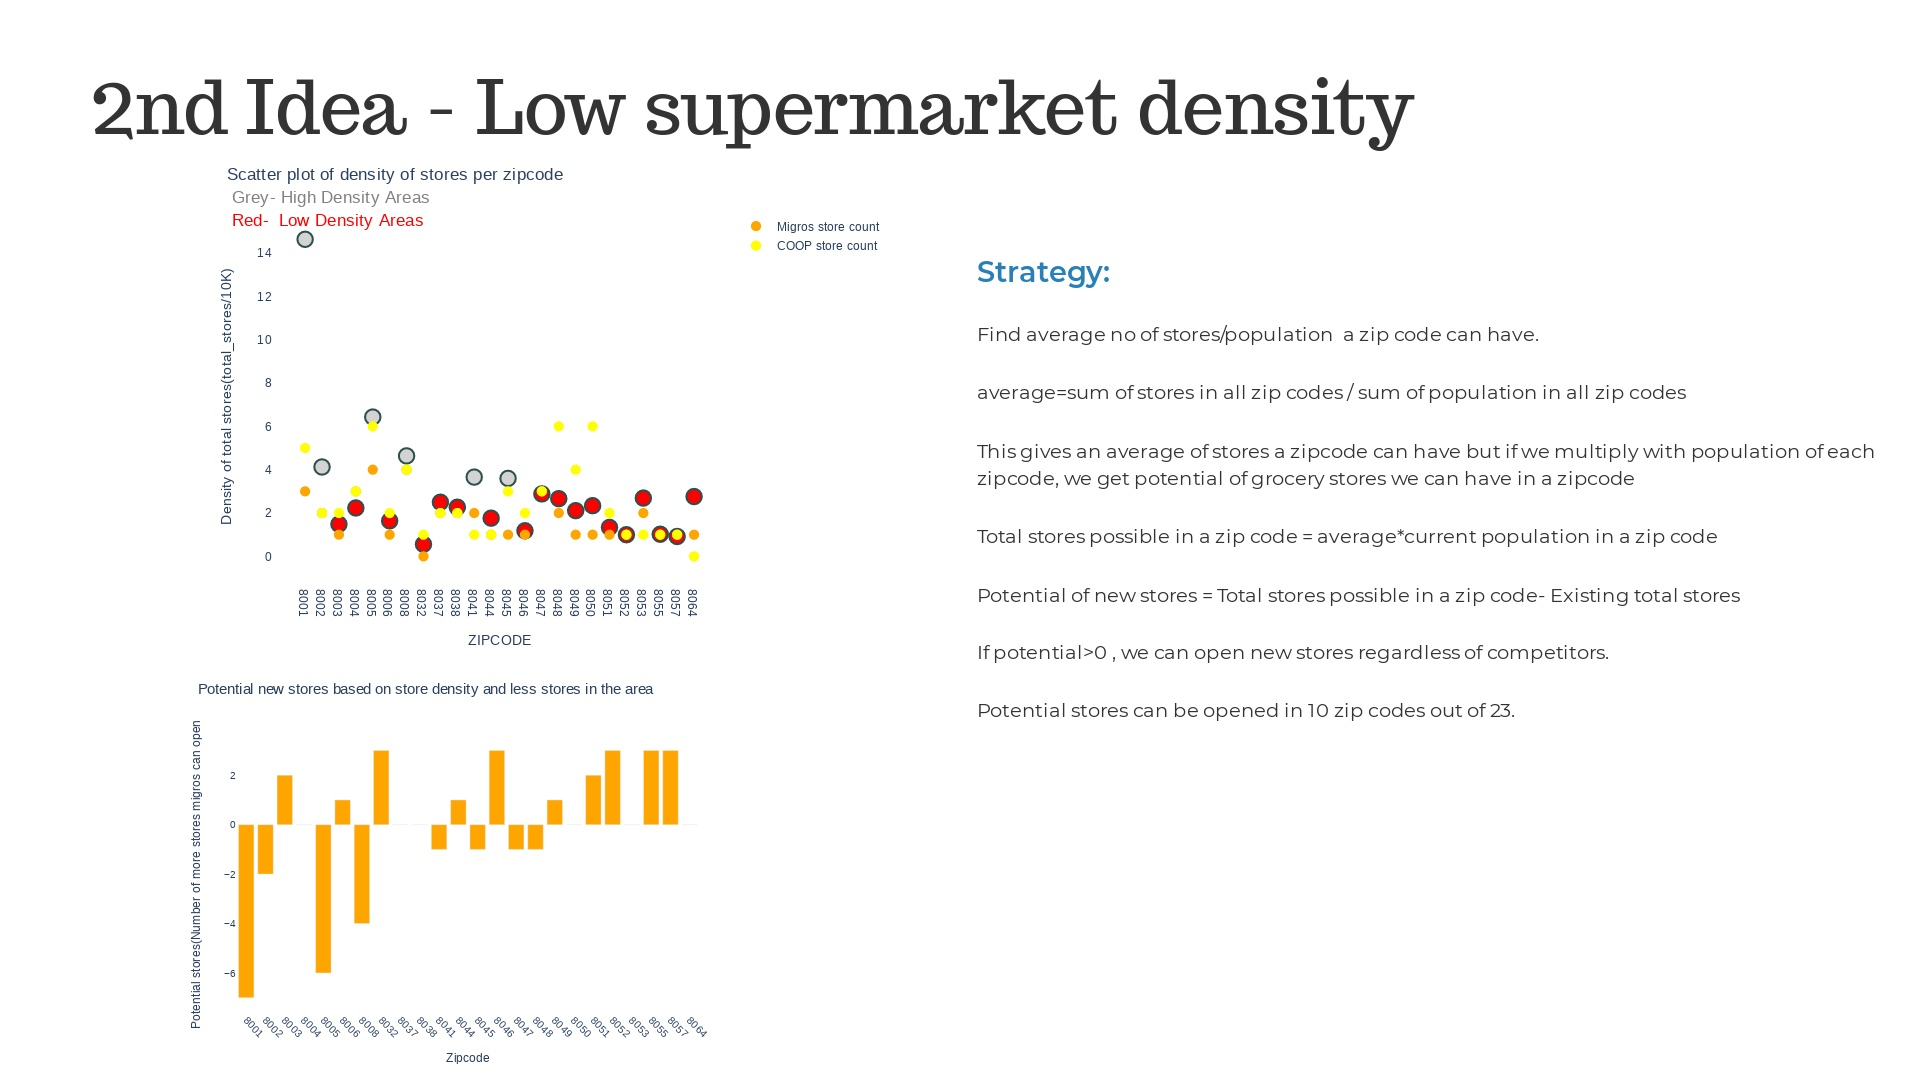 2nd Idea - Low supermarket density
Scatter plot of density of stores per zipcode
Grey- High Density Areas
Red- Low Density Areas
Migros store count
COOP store count
Density of total stores(total_stores/10K)
14
12
10
8
6
4
2
0
8001 8002 8003 8004 8005 8006 8008 8032 8037 8038 8041 8044 8045 8046 8047 8048 8049 8050 8051 8052 8053 8055 8057 8064
ZIPCODE
Potential new stores based on store density and less stores in the area
Potential stores(Number of more stores migros can open
2
0
−2
−4
−6
8001 8002 8003 8004 8005 8006 8008 8032 8037 8038 8041 8044 8045 8046 8047 8048 8049 8050 8051 8052 8053 8055 8057 8064
Zipcode
Strategy:
Find average no of stores/population a zip code can have.
average=sum of stores in all zip codes / sum of population in all zip codes
This gives an average of stores a zipcode can have but if we multiply with population of each
zipcode, we get potential of grocery stores we can have in a zipcode
Total stores possible in a zip code = average*current population in a zip code
Potential of new stores = Total stores possible in a zip code- Existing total stores
If potential>0 , we can open new stores regardless of competitors.
Potential stores can be opened in 10 zip codes out of 23.